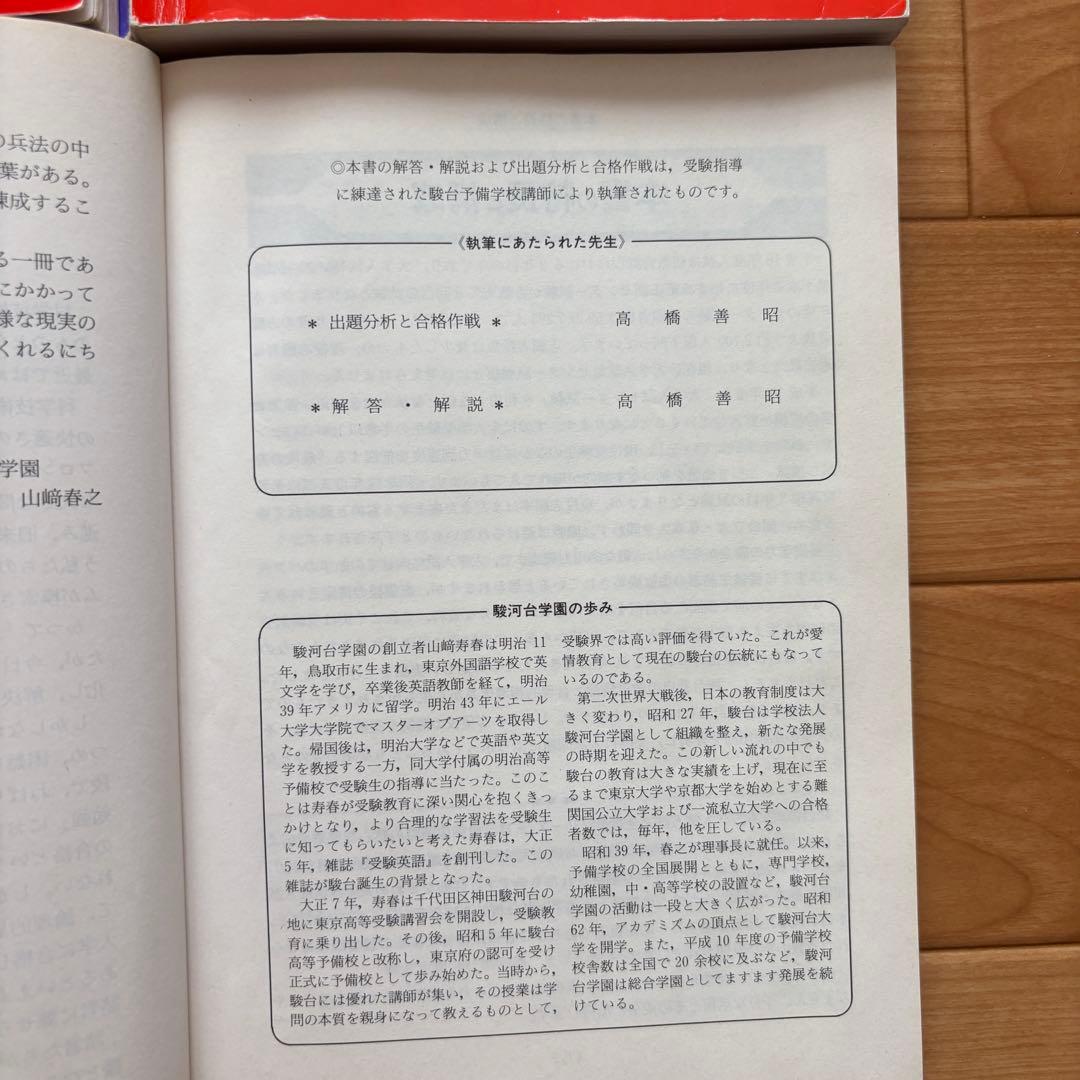 の兵法の中
葉がある。
練成するこ
る一冊であ
にかかって
様な現実の
くれるにち
学園
山﨑春之
◎本書の解答・解説および出題分析と合格作戦は，受験指導
に練達された駿台予備学校講師により執筆されたものです。
《執筆にあたられた先生》
＊ 出題分析と合格作戦 ＊ 高橋善昭
＊ 解答・解説 ＊ 高橋善昭
駿河台学園の歩み
駿河台学園の創立者山﨑寿春は明治 11
年，鳥取市に生まれ，東京外国語学校で英
文学を学び，卒業後英語教師を経て，明治
39 年アメリカに留学。明治 43 年にエール
大学大学院でマスターオブアーツを取得し
た。帰国後は，明治大学などで英語や英文
学を教授する一方，同大学付属の明治高等
予備校で受験生の指導に当たった。このこ
とは寿春が受験教育に深い関心を抱くきっ
かけとなり，より合理的な学習法を受験生
に知ってもらいたいと考えた寿春は，大正
5 年，雑誌『受験英語』を創刊した。この
雑誌が駿台誕生の背景となった。
大正 7 年，寿春は千代田区神田駿河台の
地に東京高等受験講習会を開設し，受験教
育に乗り出した。その後，昭和 5 年に駿台
高等予備校と改称し，東京府の認可を受け
正式に予備校として歩み始めた。当時から，
駿台には優れた講師が集い，その授業は学
問の本質を親身になって教えるものとして，
受験界では高い評価を得ていた。これが愛
情教育として現在の駿台の伝統にもなって
いるのである。
第二次世界大戦後，日本の教育制度は大
きく変わり，昭和 27 年，駿台は学校法人
駿河台学園として組織を整え，新たな発展
の時期を迎えた。この新しい流れの中でも
駿台の教育は大きな実績を上げ，現在に至
るまで東京大学や京都大学を始めとする難
関国公立大学および一流私立大学への合格
者数では，毎年，他を圧している。
昭和 39 年，春之が理事長に就任。以来，
予備学校の全国展開とともに，専門学校，
幼稚園，中・高等学校の設置など，駿河台
学園の活動は一段と大きく広がった。昭和
62 年，アカデミズムの頂点として駿河台大
学を開学。また，平成 10 年度の予備学校
校舎数は全国で 20 余校に及ぶなど，駿河
台学園は総合学園としてますます発展を続
けている。